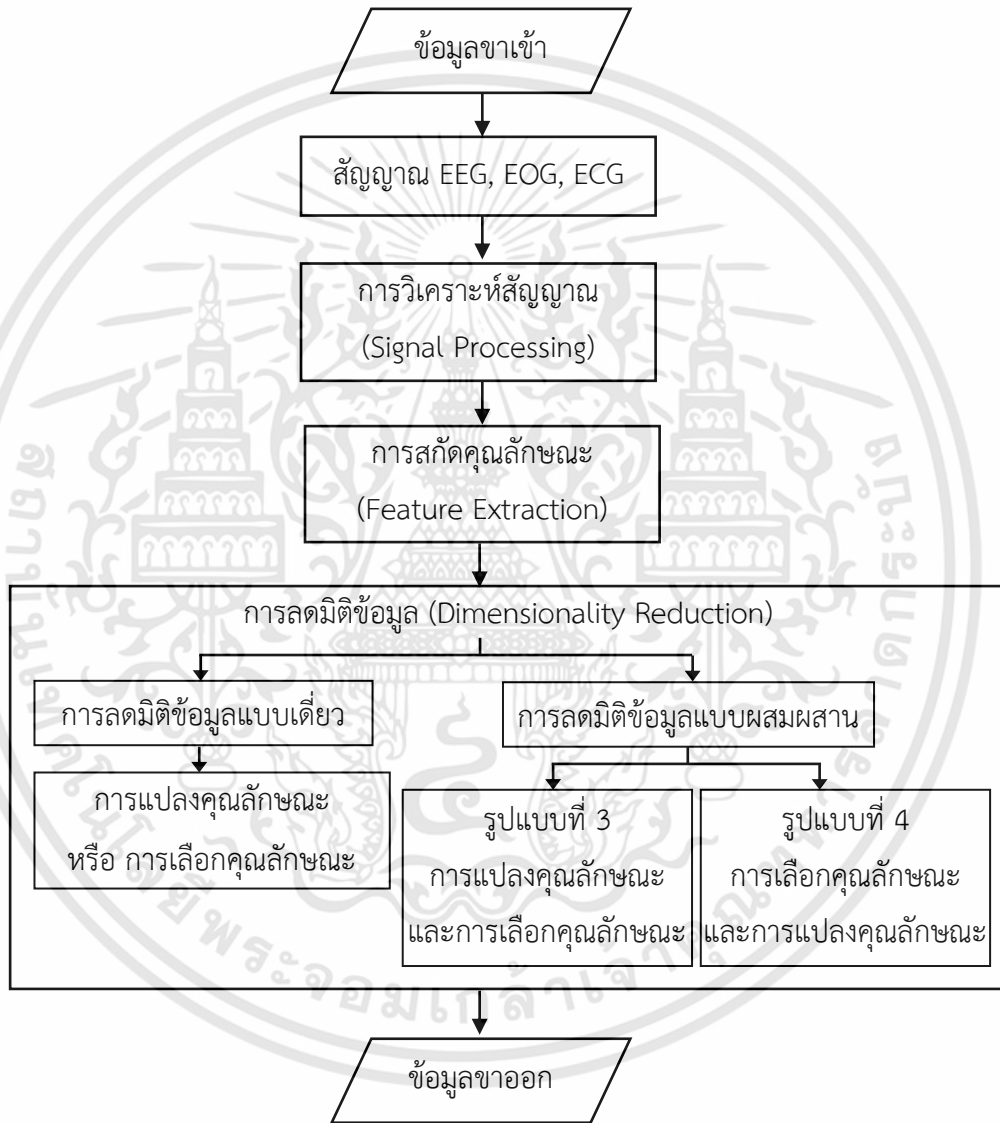 ข้อมูลขาเข้า
สัญญาณ EEG, EOG, ECG
การวิเคราะห์สัญญาณ
(Signal Processing)
การสกัดคุณลักษณะ
(Feature Extraction)
การลดมิติข้อมูล (Dimensionality Reduction)
การลดมิติข้อมูลแบบเดี่ยว
การแปลงคุณลักษณะ
หรือ การเลือกคุณลักษณะ
การลดมิติข้อมูลแบบผสมผสาน
รูปแบบที่ 3
การแปลงคุณลักษณะ
และการเลือกคุณลักษณะ
รูปแบบที่ 4
การเลือกคุณลักษณะ
และการแปลงคุณลักษณะ
ข้อมูลขาออก